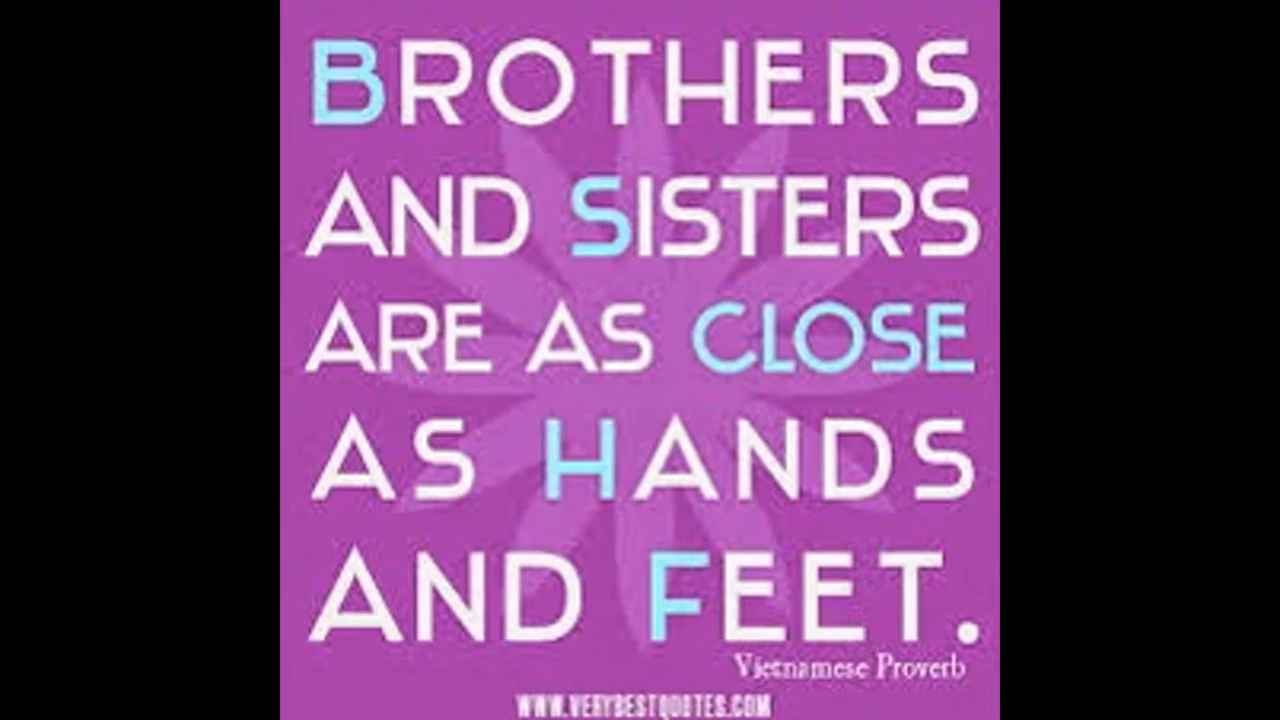 BROTHERS
AND SISTERS
ARE AS CLOSE
AS HANDS
AND FEET.
Vietnamese Proverb
WWW.VERYBESTQUOTES.COM